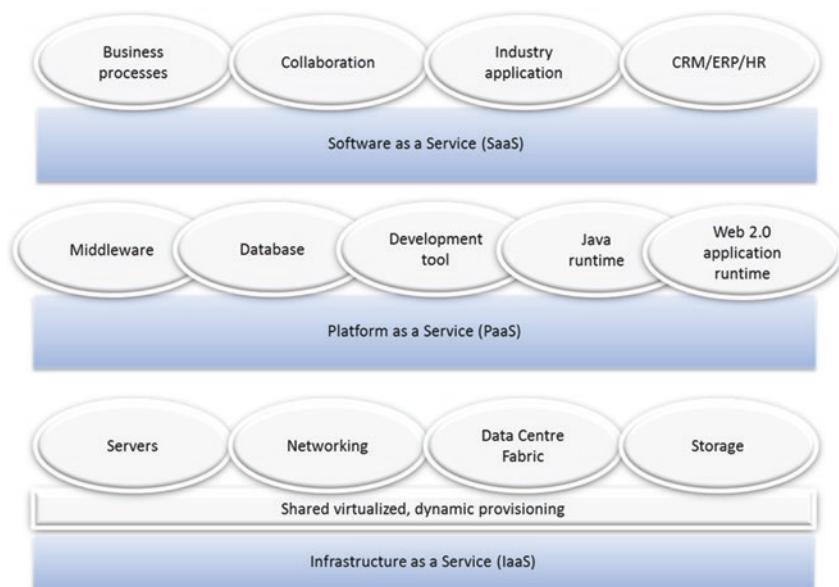 Business
processes
Collaboration
Industry
application
CRM/ERP/HR
Software as a Service (SaaS)
Middleware
Database
Development
tool
Java
runtime
Web 2.0
application
runtime
Platform as a Service (PaaS)
Servers
Networking
Data Centre
Fabric
Storage
Shared virtualized, dynamic provisioning
Infrastructure as a Service (IaaS)